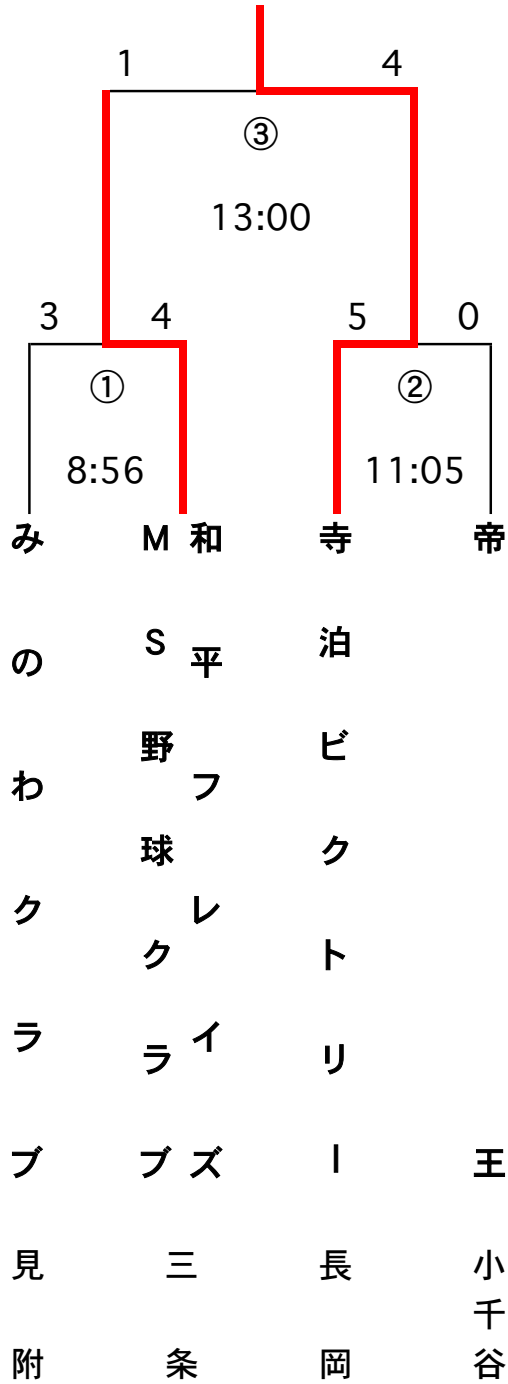 1 4
③
13:00
3 4 5 0
① ②
8:56 11:05
みのわクラブ
MS野球クラブ
和平フレイズ
寺泊ビクトリー
帝王
見附
三条
長岡
小千谷